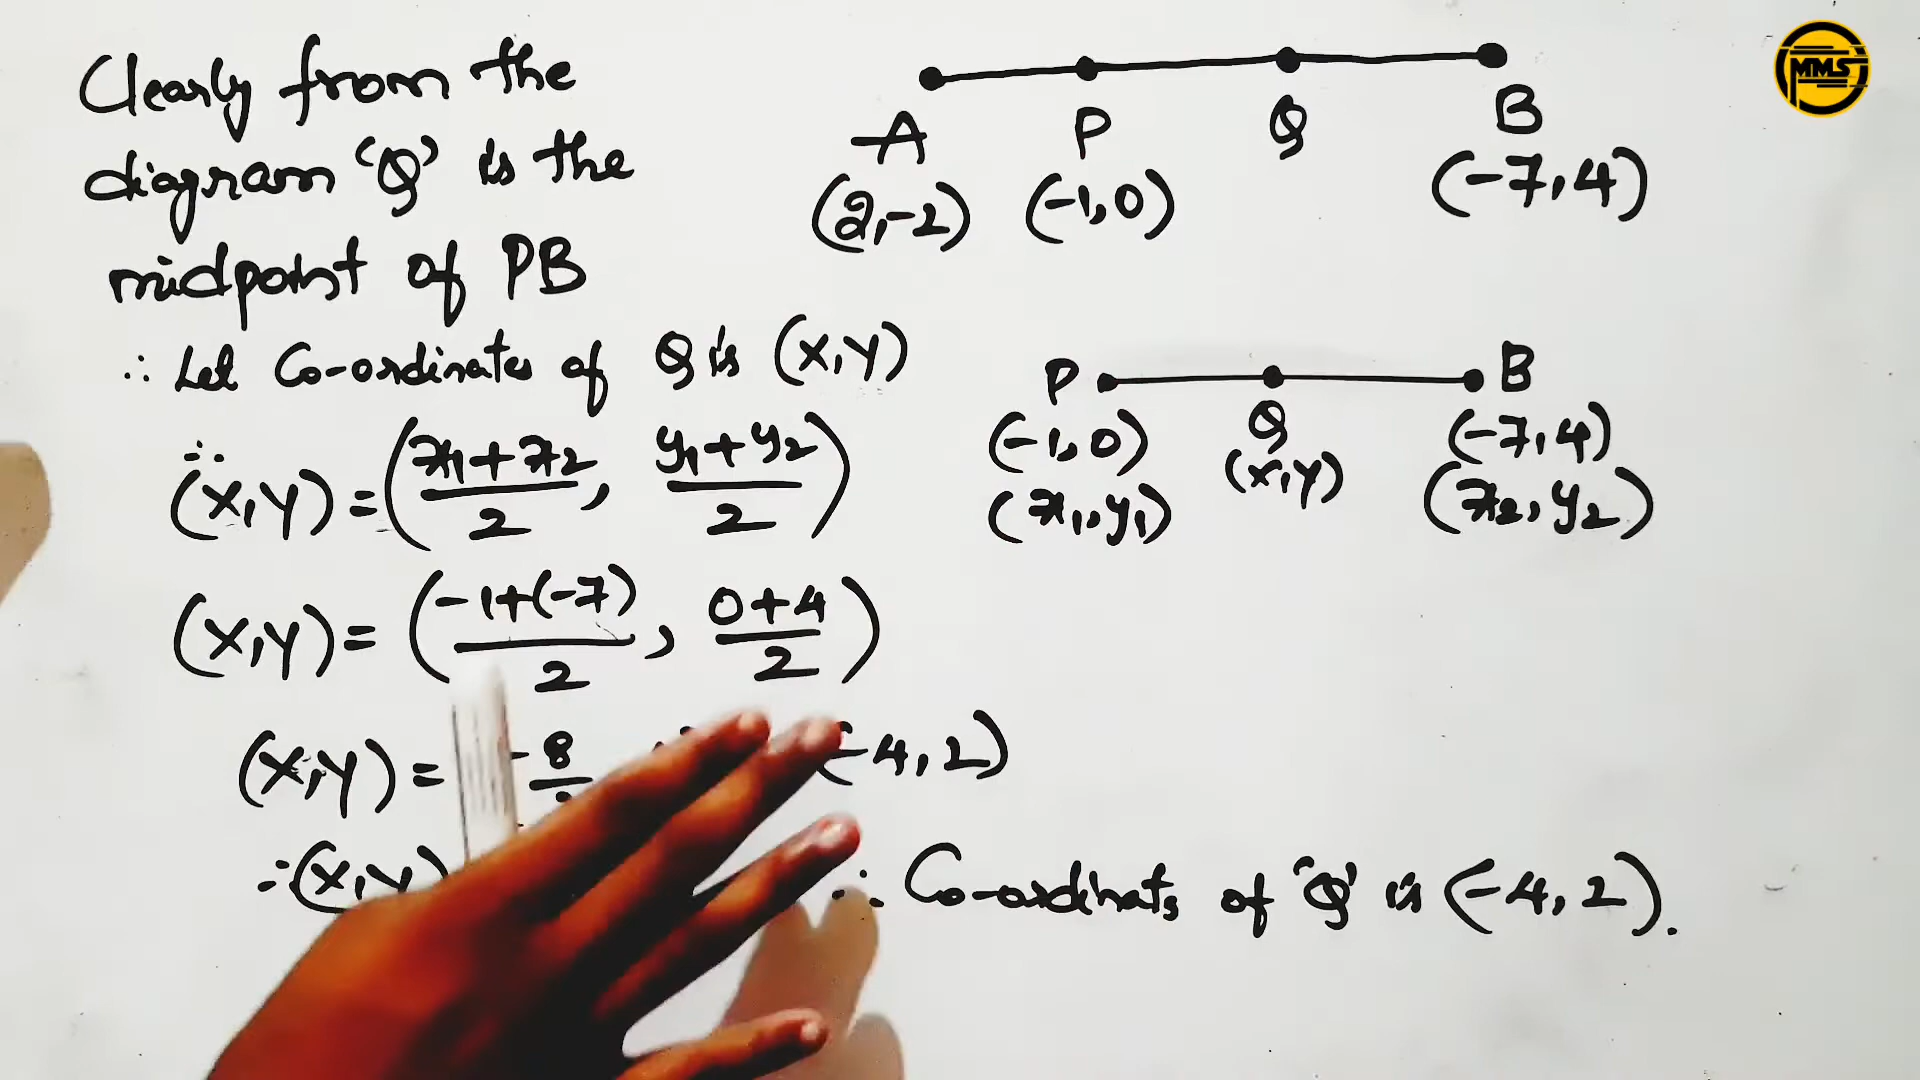 Clearly from the
diagram 'Q' is the
midpoint of PB
∴ Let Co-ordinates of Q is (x,y)
∴
(x,y) = (x₁+x₂/2, y₁+y₂/2)
(x,y) = (-1+(-7)/2, 0+4/2)
(x,y) = -8 (-4,2)
∴(x,y)
∴ Co-ordinats of 'Q' is (-4,2).
A P Q B
(2,-2) (-1,0) (-7,4)
P B
Q
(-1,0) (x,y) (-7,4)
(x₁,y₁) (x₂,y₂)
MMS